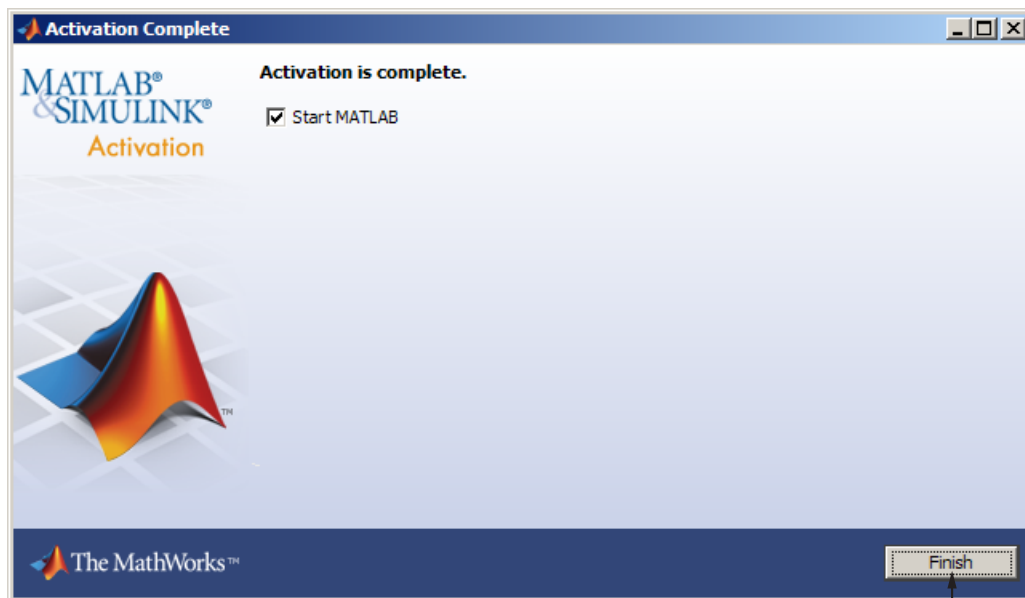 Activation Complete
MATLAB®
&SIMULINK®
Activation
Activation is complete.
Start MATLAB
TM
The MathWorks™
Finish